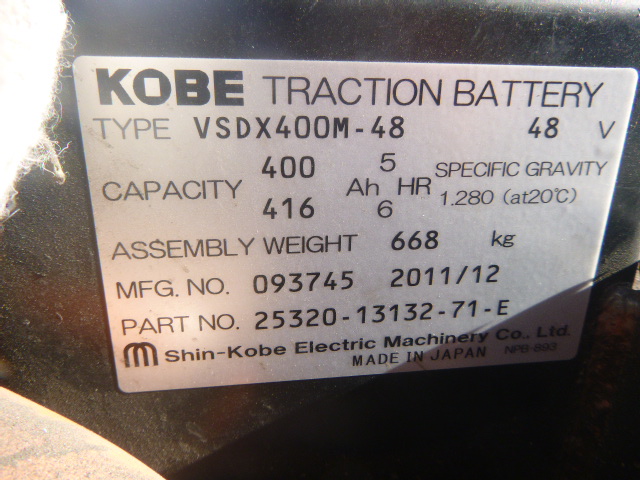 KOBE TRACTION BATTERY
TYPE VSDX400M-48 48 V
CAPACITY 400 Ah 5 HR SPECIFIC GRAVITY
416 6 1.280 (at20℃)
ASSEMBLY WEIGHT 668 kg
MFG. NO. 093745 2011/12
PART NO. 25320-13132-71-E
Shin-Kobe Electric Machinery Co., Ltd.
MADE IN JAPAN NPB-893